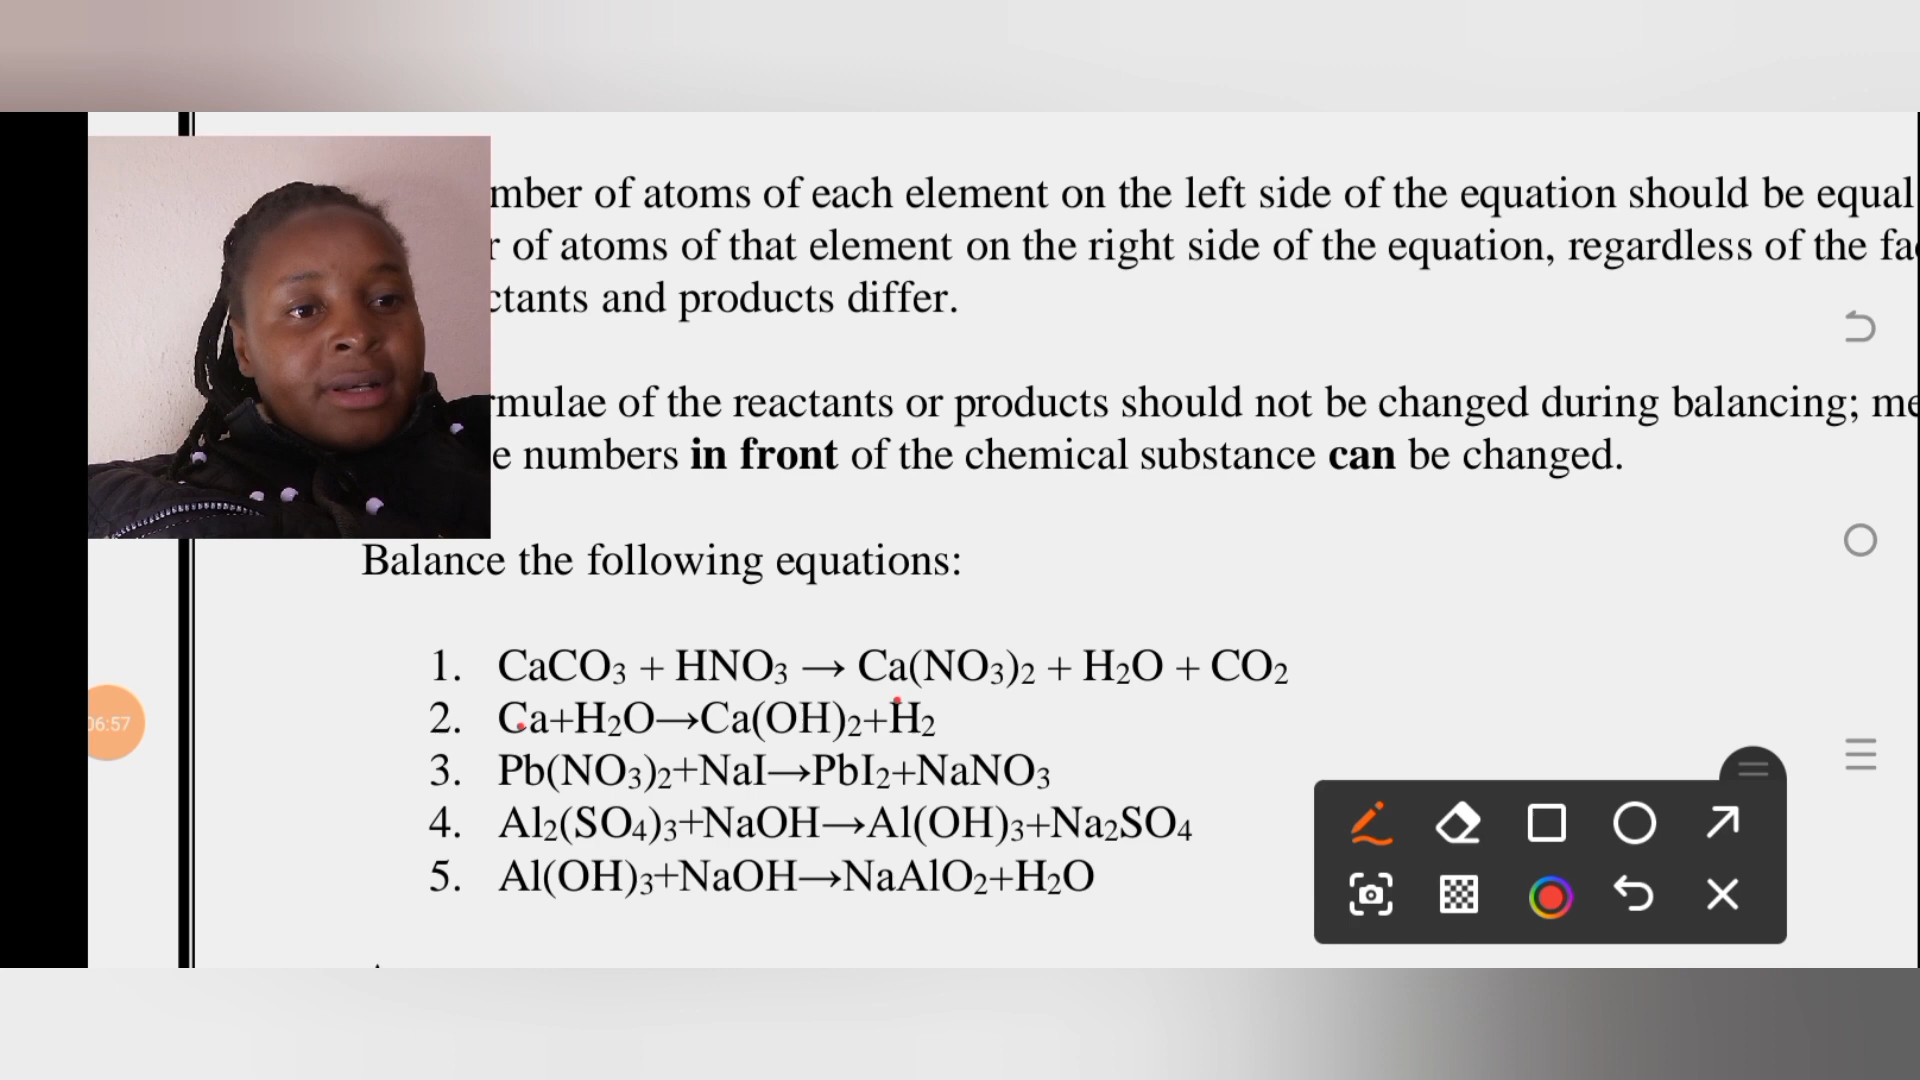 mber of atoms of each element on the left side of the equation should be equal
r of atoms of that element on the right side of the equation, regardless of the fa
ctants and products differ.
rmulae of the reactants or products should not be changed during balancing; me
e numbers in front of the chemical substance can be changed.
Balance the following equations:
1. CaCO₃ + HNO₃ → Ca(NO₃)₂ + H₂O + CO₂
2. Ca+H₂O→Ca(OH)₂+H₂
3. Pb(NO₃)₂+NaI→PbI₂+NaNO₃
4. Al₂(SO₄)₃+NaOH→Al(OH)₃+Na₂SO₄
5. Al(OH)₃+NaOH→NaAlO₂+H₂O
06:57